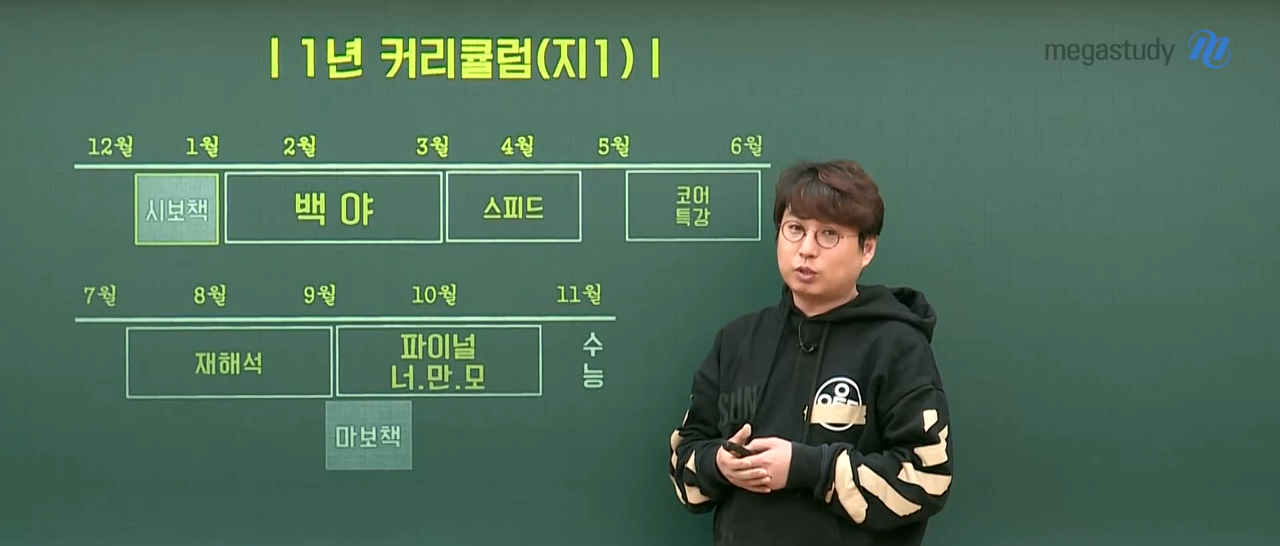 | 1년 커리큘럼(지1) |
megastudy
12월 1월 2월 3월 4월 5월 6월
시보책 백야 스피드 코어
특강
7월 8월 9월 10월 11월
재해석 파이널 수
너.만.모 능
마보책
SUN